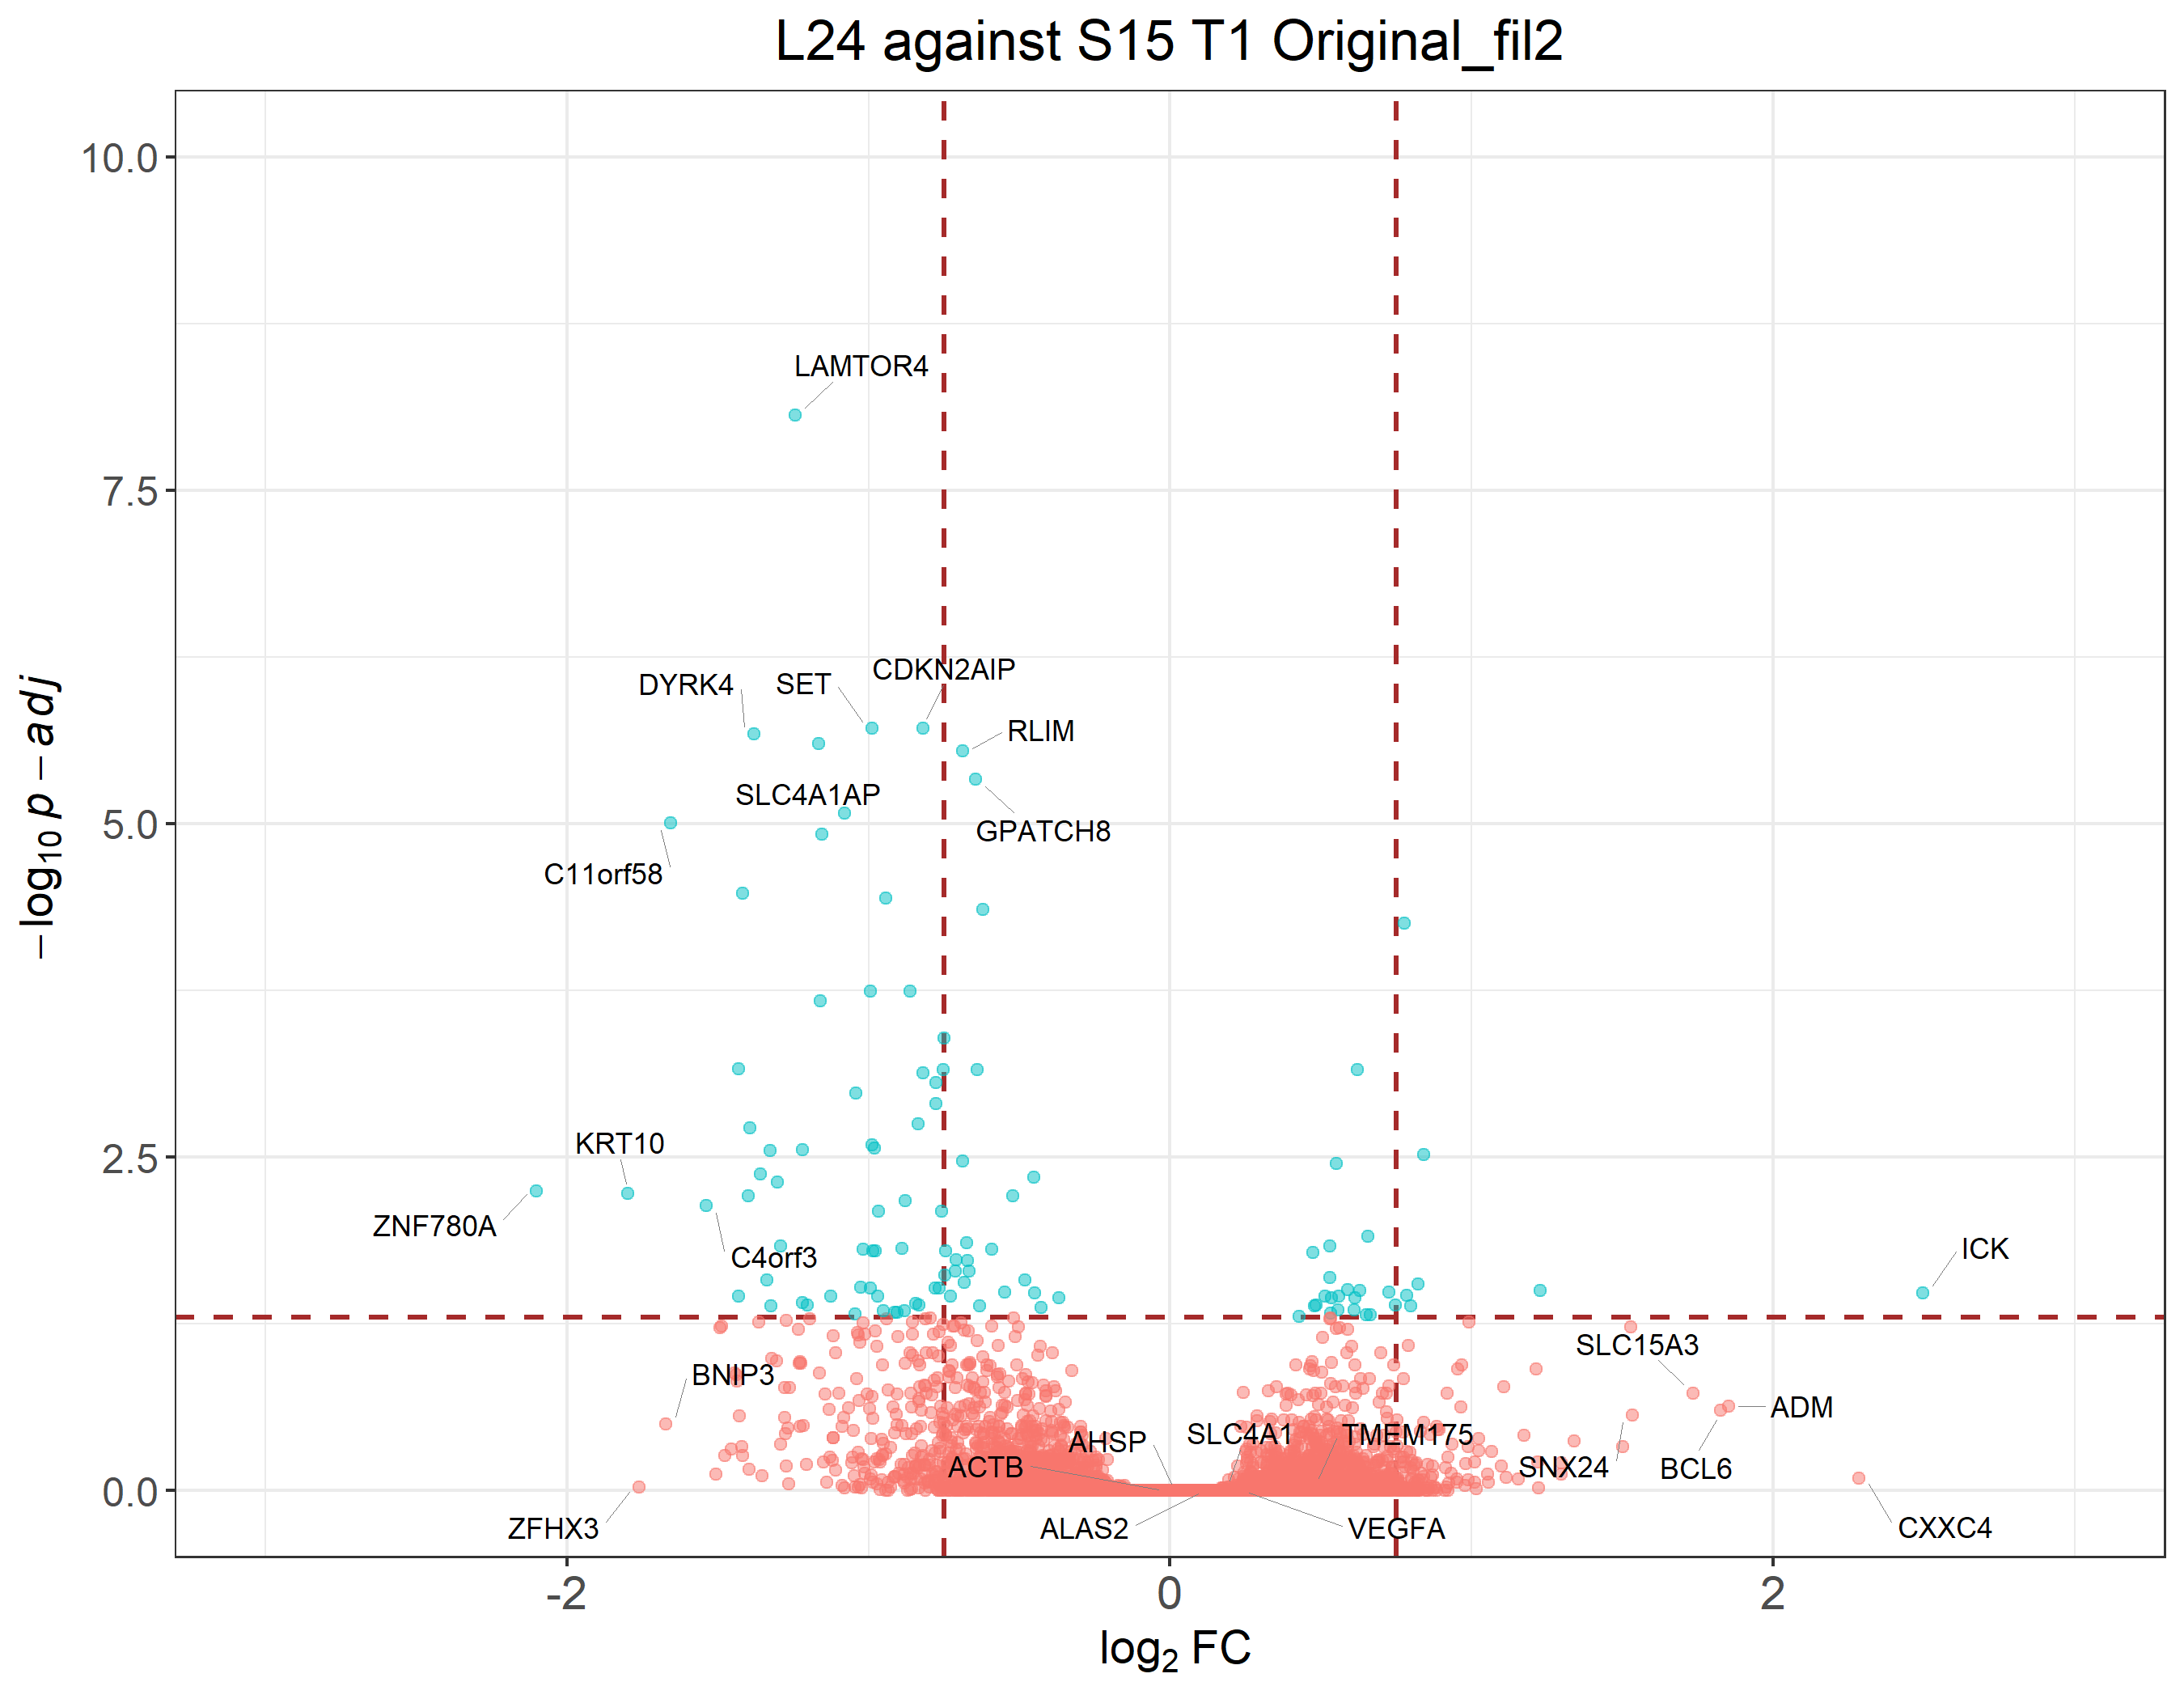 L24 against S15 T1 Original_fil2
10.0
LAMTOR4
7.5
CDKN2AIP
DYRK4
SET
RLIM
SLC4A1AP
5.0
GPATCH8
C11orf58
KRT10
2.5
ZNF780A
C4orf3
ICK
SLC15A3
BNIP3
ADM
SLC4A1
TMEM175
AHSP
ACTB
SNX24
BCL6
0.0
ZFHX3
ALAS2
VEGFA
CXXC4
-2
0
2
log2 FC
−log10 p − adj